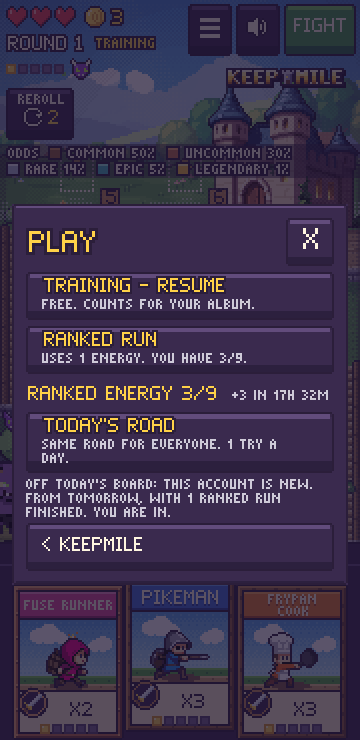 3
ROUND 1 TRAINING
FIGHT
KEEPMILE
REROLL
2
ODDS COMMON 50% UNCOMMON 30%
RARE 14% EPIC 5% LEGENDARY 1%
5 6
PLAY
X
TRAINING - RESUME
FREE. COUNTS FOR YOUR ALBUM.
RANKED RUN
USES 1 ENERGY. YOU HAVE 3/9.
RANKED ENERGY 3/9 +3 IN 17H 32M
TODAY'S ROAD
SAME ROAD FOR EVERYONE. 1 TRY A
DAY.
OFF TODAY'S BOARD: THIS ACCOUNT IS NEW.
FROM TOMORROW, WITH 1 RANKED RUN
FINISHED, YOU ARE IN.
< KEEPMILE
FUSE RUNNER
X2
PIKEMAN
X3
FRYPAN
COOK
X3